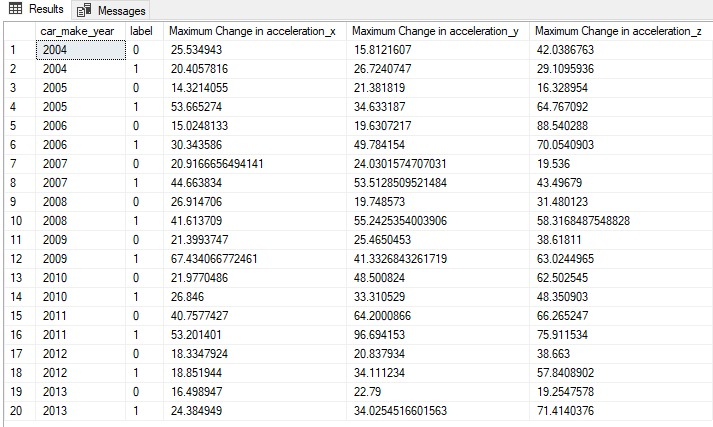 Results Messages
car_make_year label Maximum Change in acceleration_x Maximum Change in acceleration_y Maximum Change in acceleration_z
1 2004 0 25.534943 15.8121607 42.0386763
2 2004 1 20.4057816 26.7240747 29.1095936
3 2005 0 14.3214055 21.381819 16.328954
4 2005 1 53.665274 34.633187 64.767092
5 2006 0 15.0248133 19.6307217 88.540288
6 2006 1 30.343586 49.784154 70.0540903
7 2007 0 20.9166656494141 24.0301574707031 19.536
8 2007 1 44.663834 53.5128509521484 43.49679
9 2008 0 26.914706 19.748573 31.480123
10 2008 1 41.613709 55.2425354003906 58.3168487548828
11 2009 0 21.3993747 25.4650453 38.61811
12 2009 1 67.434066772461 41.3326843261719 63.0244965
13 2010 0 21.9770486 48.500824 62.502545
14 2010 1 26.846 33.310529 48.350903
15 2011 0 40.7577427 64.2000866 66.265247
16 2011 1 53.201401 96.694153 75.911534
17 2012 0 18.3347924 20.837934 38.663
18 2012 1 18.851944 34.111234 57.8408902
19 2013 0 16.498947 22.79 19.2547578
20 2013 1 24.384949 34.0254516601563 71.4140376